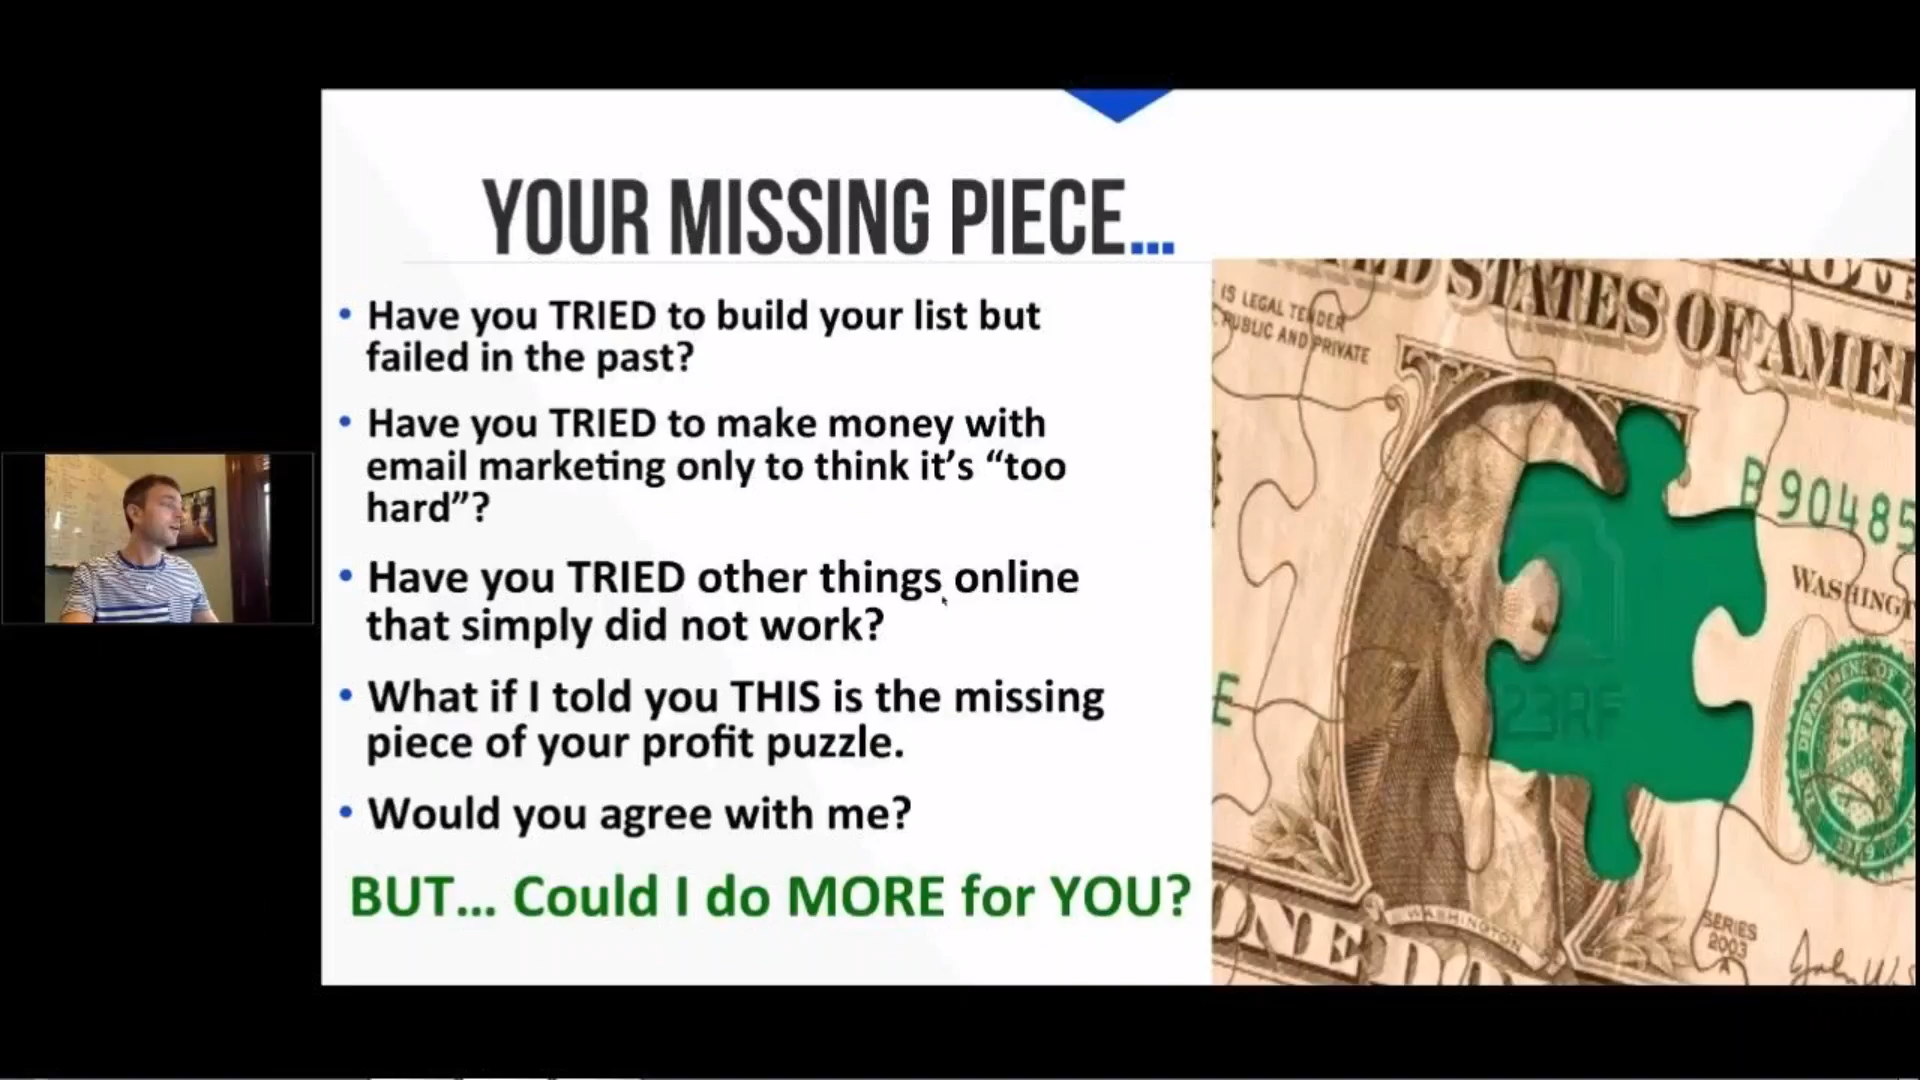 YOUR MISSING PIECE...
• Have you TRIED to build your list but
failed in the past?
• Have you TRIED to make money with
email marketing only to think it’s “too
hard”?
• Have you TRIED other things online
that simply did not work?
• What if I told you THIS is the missing
piece of your profit puzzle.
• Would you agree with me?
BUT... Could I do MORE for YOU?
STATES OF AME
IS LEGAL TENDER
PUBLIC AND PRIVATE
B 90485
WASHINGT
23RF
WASHINGTON
SERIES
2003
A
ONE DO